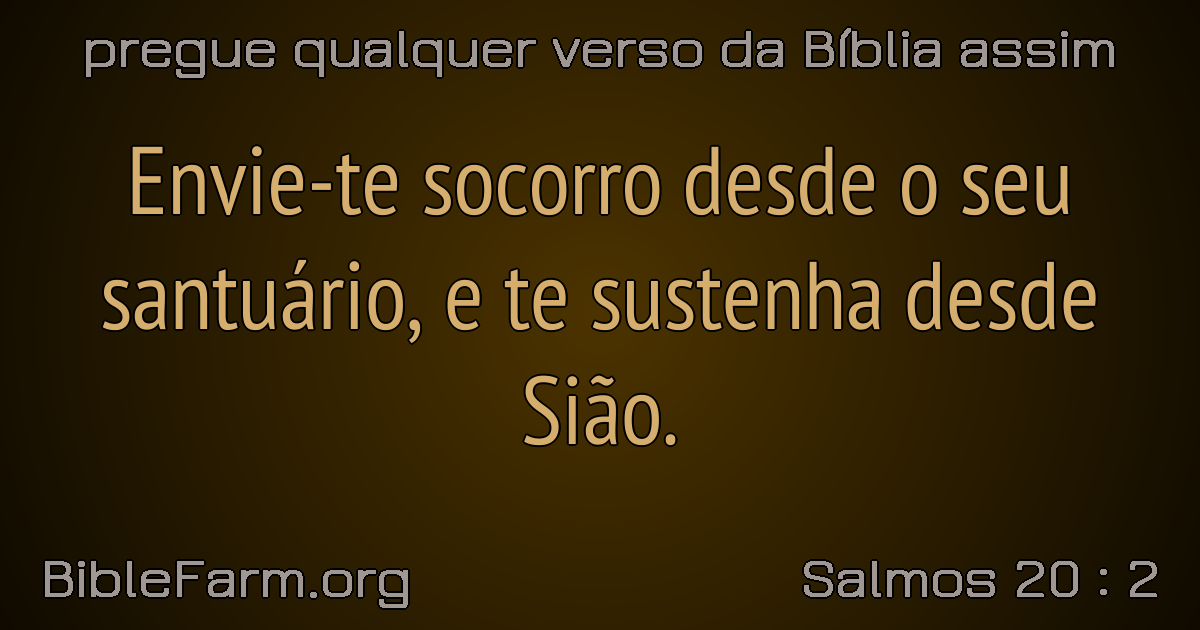 pregue qualquer verso da Bíblia assim
Envie-te socorro desde o seu
santuário, e te sustenha desde
Sião.
BibleFarm.org
Salmos 20 : 2